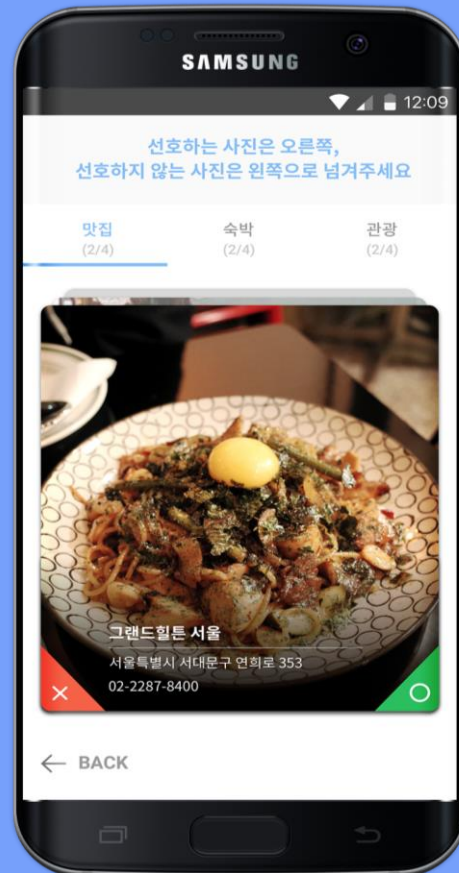 SAMSUNG
12:09
선호하는 사진은 오른쪽,
선호하지 않는 사진은 왼쪽으로 넘겨주세요
맛집 숙박 관광
(2/4) (2/4) (2/4)
그랜드힐튼 서울
서울특별시 서대문구 연희로 353
02-2287-8400
BACK